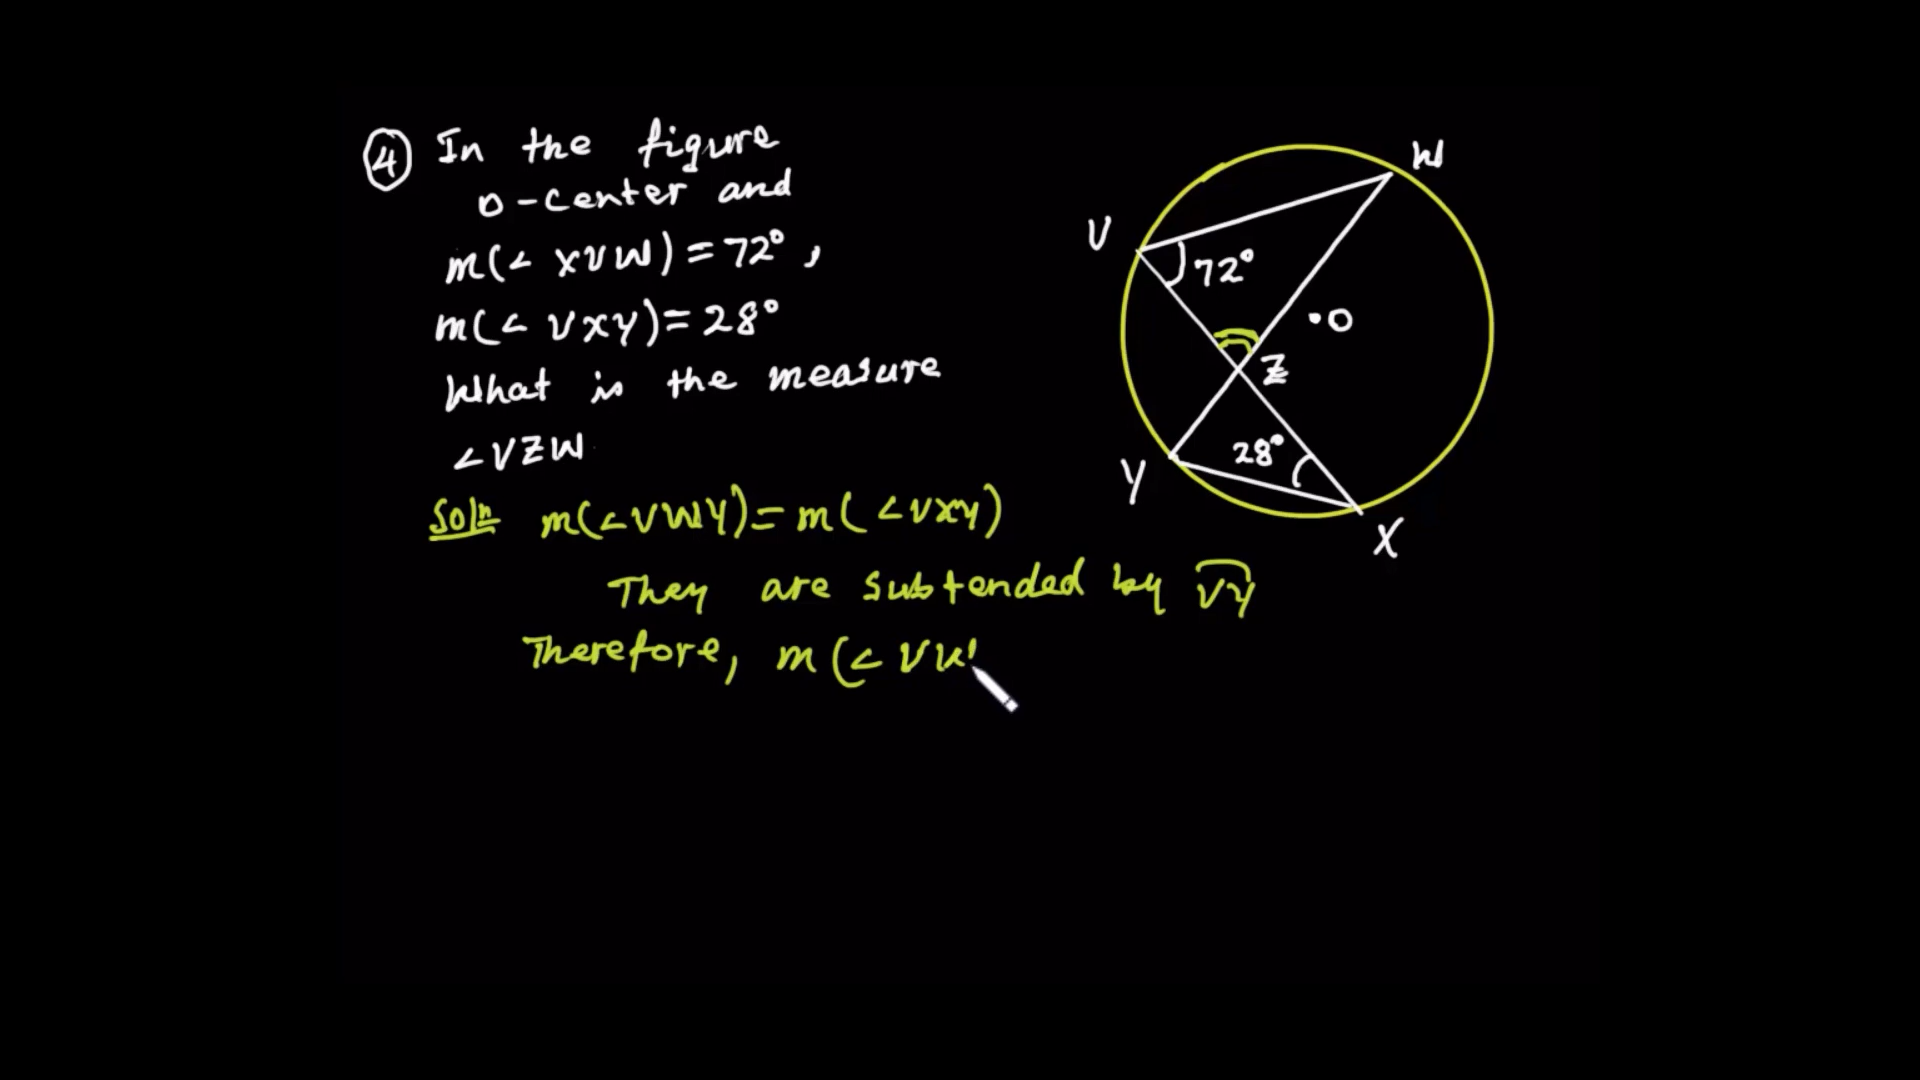 ④ In the figure
O-center and
m(∠ XVW) = 72°,
m(∠ VXY) = 28°
What is the measure
∠VZW
Soln m(∠VWY) = m(∠VXY)
They are subtended by VY
Therefore, m(∠VW
W
V
72°
•O
Z
28°
Y
X